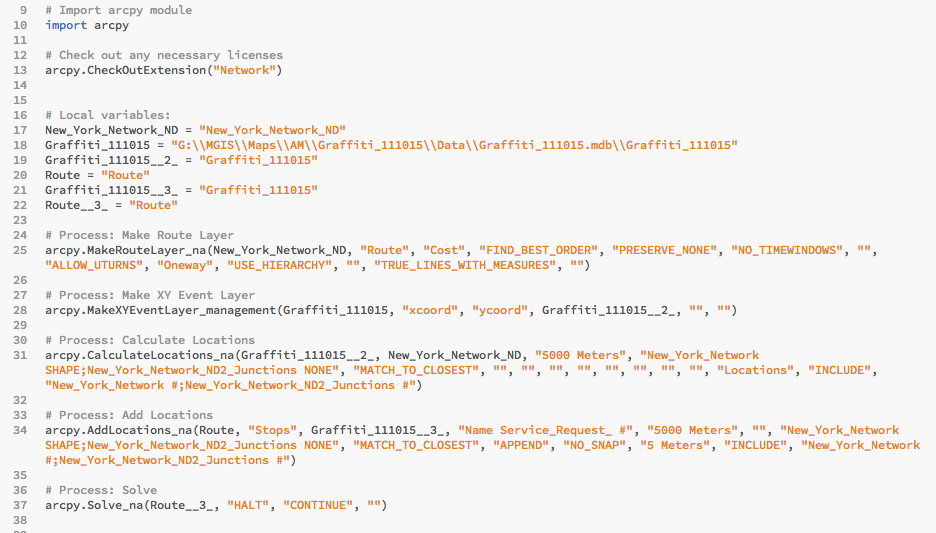 9 # Import arcpy module
10 import arcpy
11
12 # Check out any necessary licenses
13 arcpy.CheckOutExtension("Network")
14
15
16 # Local variables:
17 New_York_Network_ND = "New_York_Network_ND"
18 Graffiti_111015 = "G:\\MGIS\\Maps\\AM\\Graffiti_111015\\Data\\Graffiti_111015.mdb\\Graffiti_111015"
19 Graffiti_111015__2_ = "Graffiti_111015"
20 Route = "Route"
21 Graffiti_111015__3_ = "Graffiti_111015"
22 Route__3_ = "Route"
23
24 # Process: Make Route Layer
25 arcpy.MakeRouteLayer_na(New_York_Network_ND, "Route", "Cost", "FIND_BEST_ORDER", "PRESERVE_NONE", "NO_TIMEWINDOWS", "",
"ALLOW_UTURNS", "Oneway", "USE_HIERARCHY", "", "TRUE_LINES_WITH_MEASURES", "")
26
27 # Process: Make XY Event Layer
28 arcpy.MakeXYEventLayer_management(Graffiti_111015, "xcoord", "ycoord", Graffiti_111015__2_, "", "")
29
30 # Process: Calculate Locations
31 arcpy.CalculateLocations_na(Graffiti_111015__2_, New_York_Network_ND, "5000 Meters", "New_York_Network
SHAPE;New_York_Network_ND2_Junctions NONE", "MATCH_TO_CLOSEST", "", "", "", "", "", "", "", "", "Locations", "INCLUDE",
"New_York_Network #;New_York_Network_ND2_Junctions #")
32
33 # Process: Add Locations
34 arcpy.AddLocations_na(Route, "Stops", Graffiti_111015__3_, "Name Service_Request_ #", "5000 Meters", "", "New_York_Network
SHAPE;New_York_Network_ND2_Junctions NONE", "MATCH_TO_CLOSEST", "APPEND", "NO_SNAP", "5 Meters", "INCLUDE", "New_York_Network
#;New_York_Network_ND2_Junctions #")
35
36 # Process: Solve
37 arcpy.Solve_na(Route__3_, "HALT", "CONTINUE", "")
38